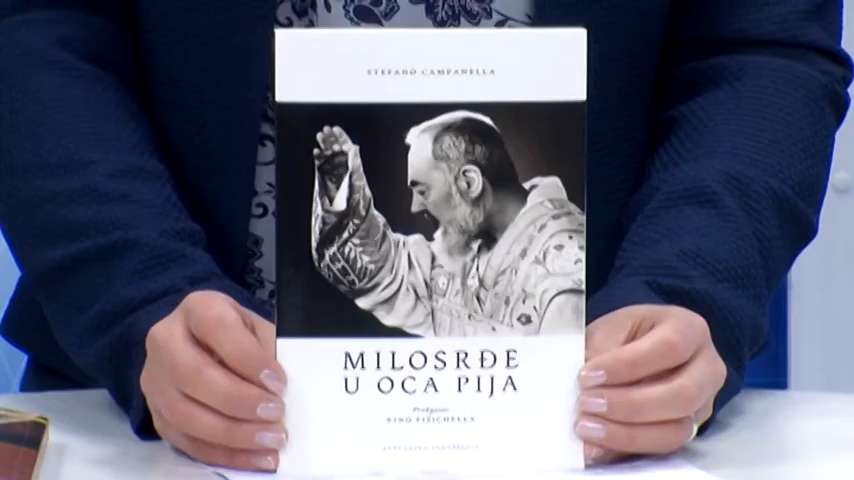 STEFANO CAMPANELLA
MILOSRĐE
U OCA PIJA
Predgovor
RINO FISICHELLA